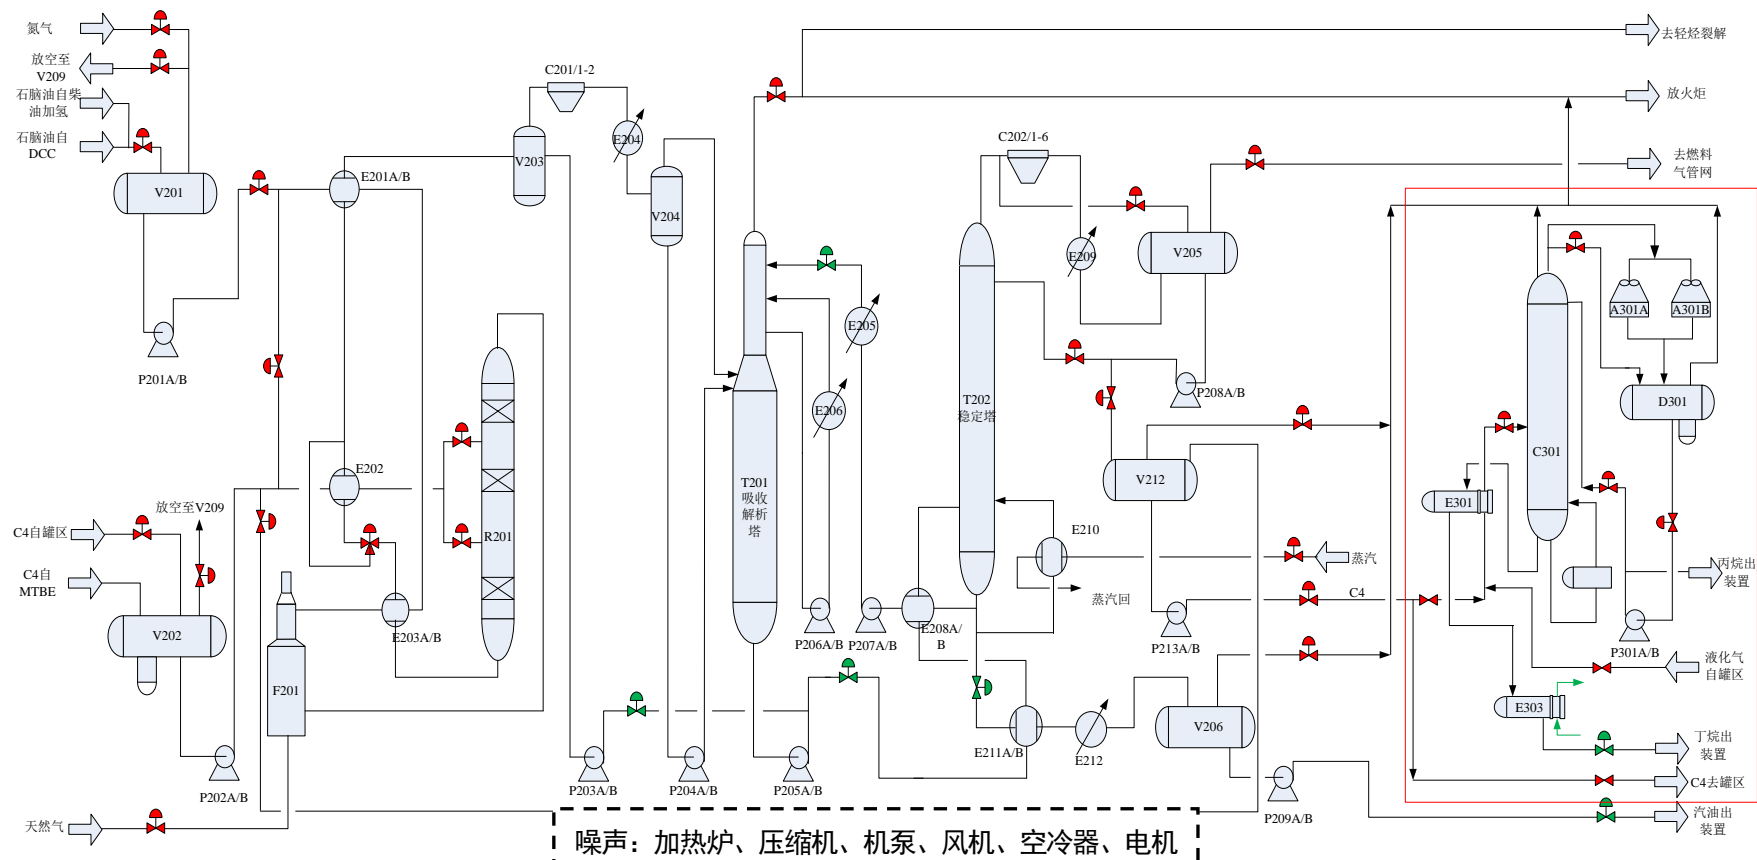 氮气
放空至
V209
石脑油自柴
油加氢
石脑油自
DCC
V201
P201A/B
E201A/B
V203
C201/1-2
E204
V204
去轻烃裂解
放火炬
去燃料
气管网
C202/1-6
E209
V205
P208A/B
E205
E206
T201
吸收
解析
塔
T202
稳定塔
V212
E210
蒸汽
蒸汽回
E202
R201
E203A/B
F201
放空至V209
C4自罐区
C4自
MTBE
V202
P202A/B
天然气
P203A/B
P204A/B
P205A/B
P206A/B
P207A/B
E208A/
B
E211A/B
E212
V206
P209A/B
P213A/B
C4
A301A
A301B
D301
C301
E301
P301A/B
丙烷出
装置
液化气
自罐区
E303
丁烷出
装置
C4去罐区
汽油出
装置
噪声：加热炉、压缩机、机泵、风机、空冷器、电机